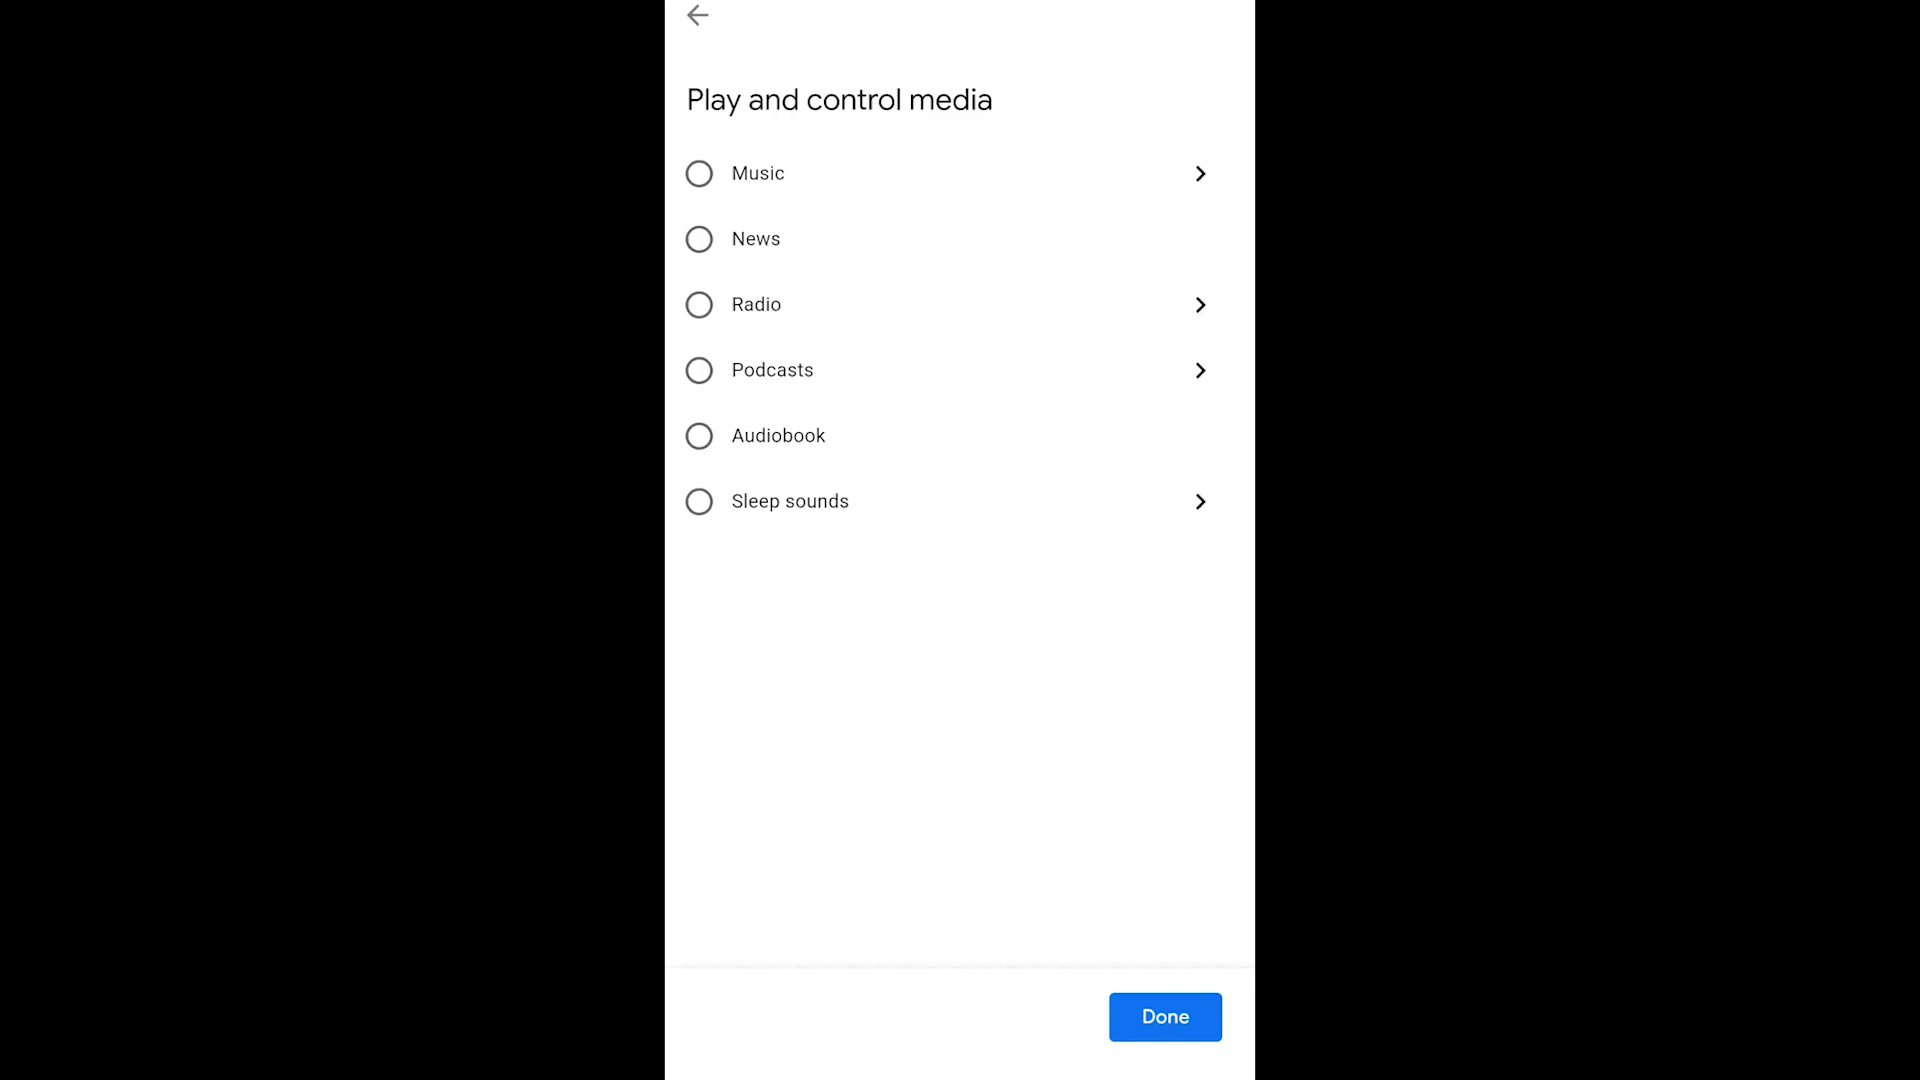 Play and control media
Music
News
Radio
Podcasts
Audiobook
Sleep sounds
Done